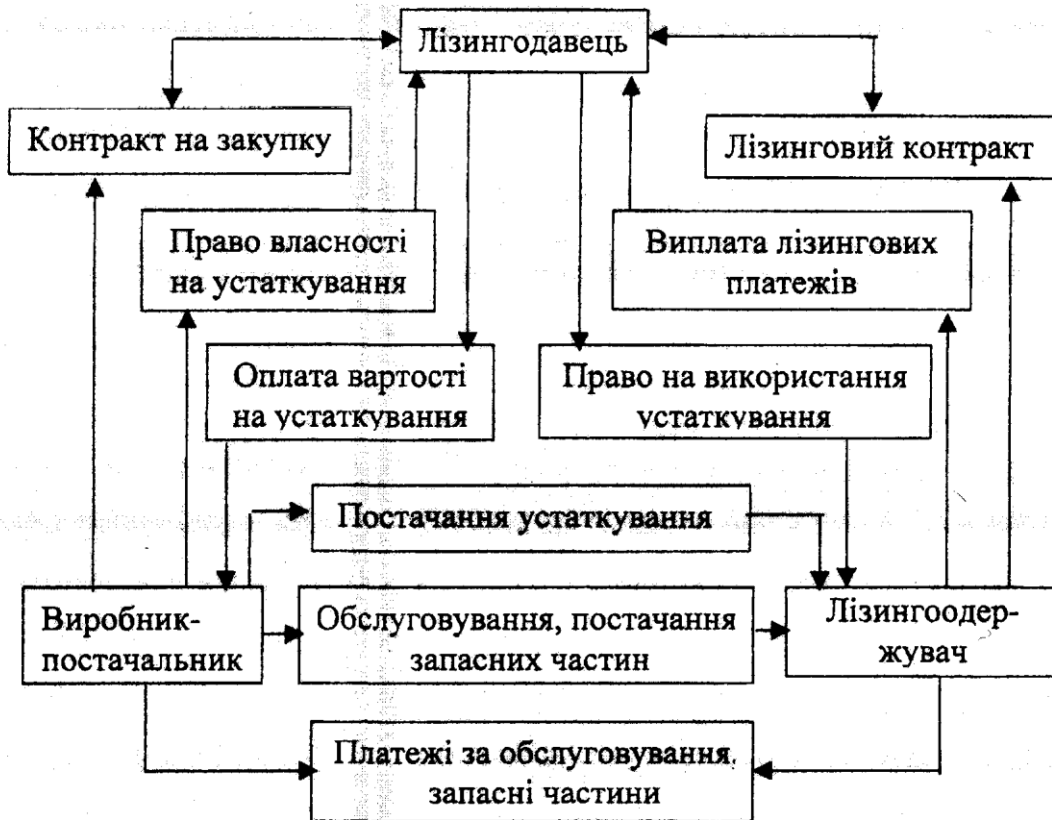 Лізингодавець
Контракт на закупку
Лізинговий контракт
Право власності
на устаткування
Виплата лізингових
платежів
Оплата вартості
на устаткування
Право на використання
устаткування
Постачання устаткування
Виробник-
постачальник
Обслуговування, постачання
запасних частин
Лізингоодер-
жувач
Платежі за обслуговування,
запасні частини